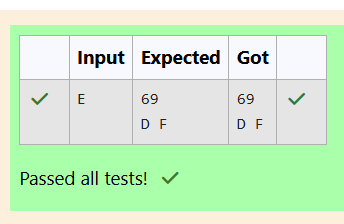 Input Expected Got
E 69 69
D F D F
Passed all tests!